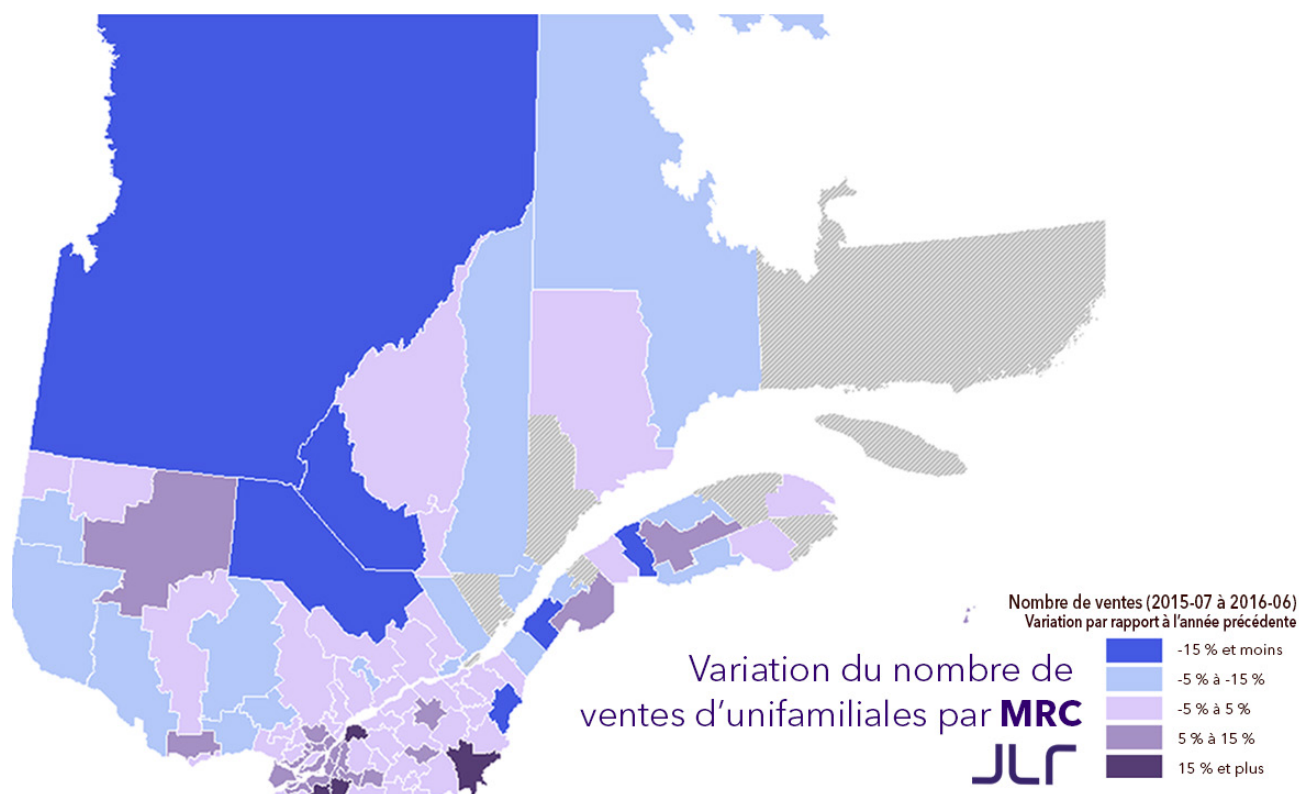 Nombre de ventes (2015-07 à 2016-06)
Variation par rapport à l'année précédente
-15 % et moins
-5 % à -15 %
-5 % à 5 %
5 % à 15 %
15 % et plus
Variation du nombre de
ventes d'unifamiliales par MRC
JLR